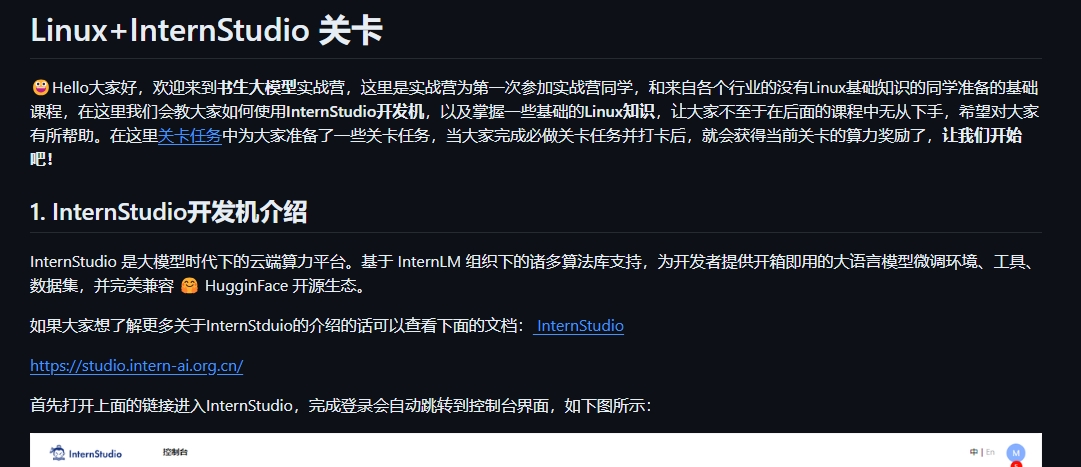 Linux+InternStudio 关卡
😀Hello大家好，欢迎来到书生大模型实战营，这里是实战营为第一次参加实战营同学，和来自各个行业的没有Linux基础知识的同学准备的基础
课程，在这里我们会教大家如何使用InternStudio开发机，以及掌握一些基础的Linux知识，让大家不至于在后面的课程中无从下手，希望对大家
有所帮助。在这里关卡任务中为大家准备了一些关卡任务，当大家完成必做关卡任务并打卡后，就会获得当前关卡的算力奖励了，让我们开始
吧！
1. InternStudio开发机介绍
InternStudio 是大模型时代下的云端算力平台。基于 InternLM 组织下的诸多算法库支持，为开发者提供开箱即用的大语言模型微调环境、工具、
数据集，并完美兼容 🤗 HugginFace 开源生态。
如果大家想了解更多关于InternStduio的介绍的话可以查看下面的文档： InternStudio
https://studio.intern-ai.org.cn/
首先打开上面的链接进入InternStudio，完成登录会自动跳转到控制台界面，如下图所示：
InternStudio 控制台 中 | En M